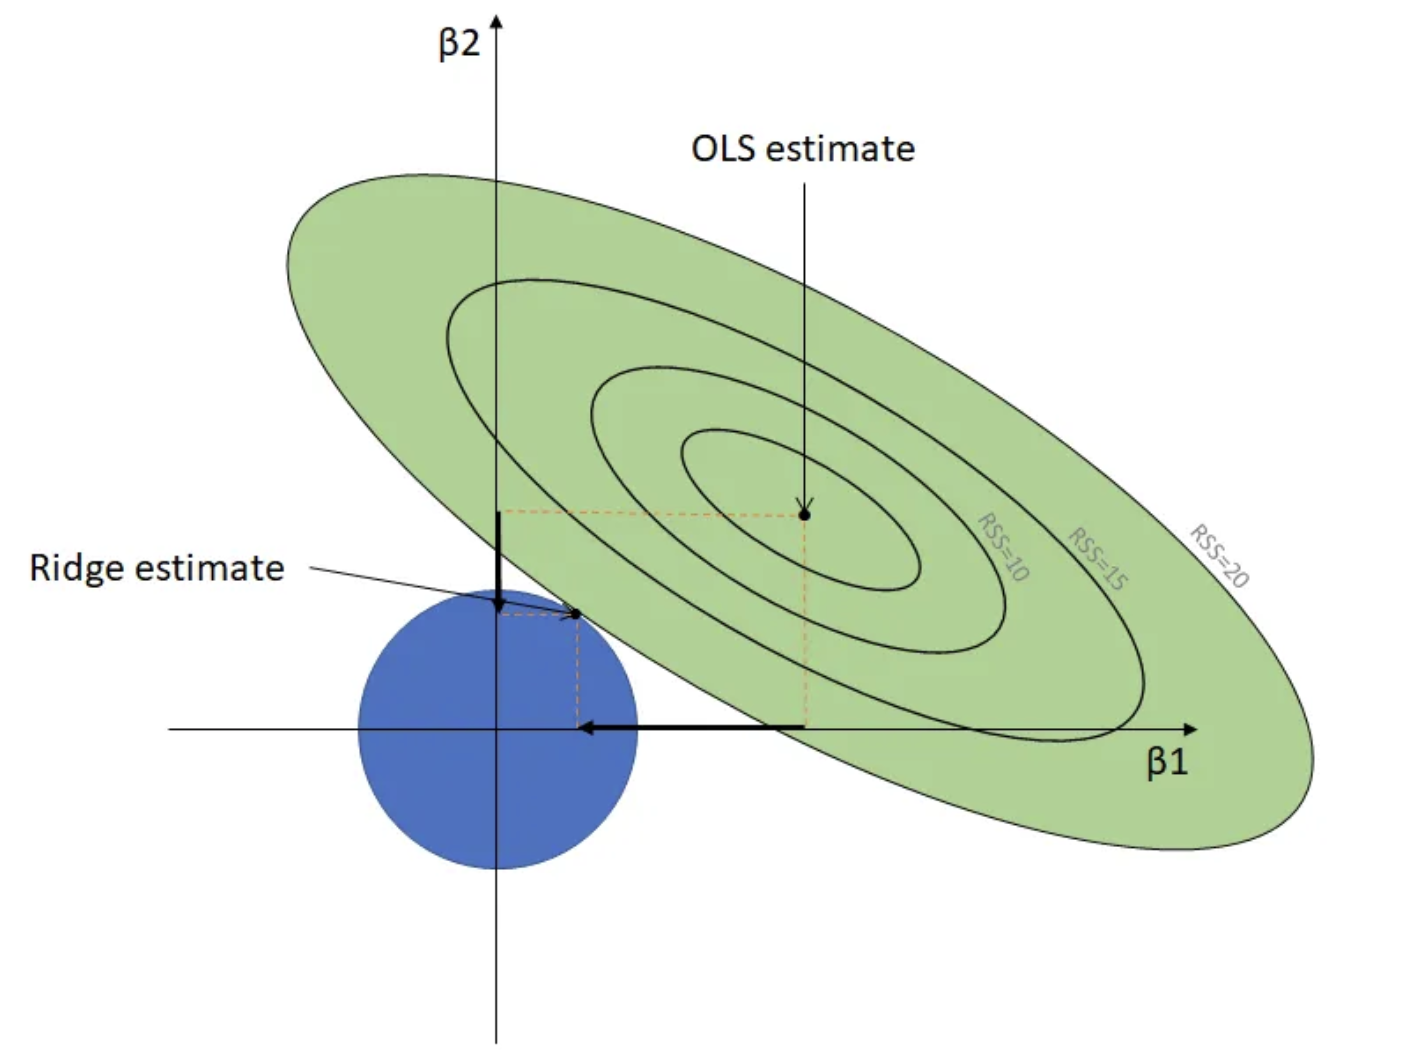 β2
OLS estimate
RSS=10
RSS=15
RSS=20
Ridge estimate
β1